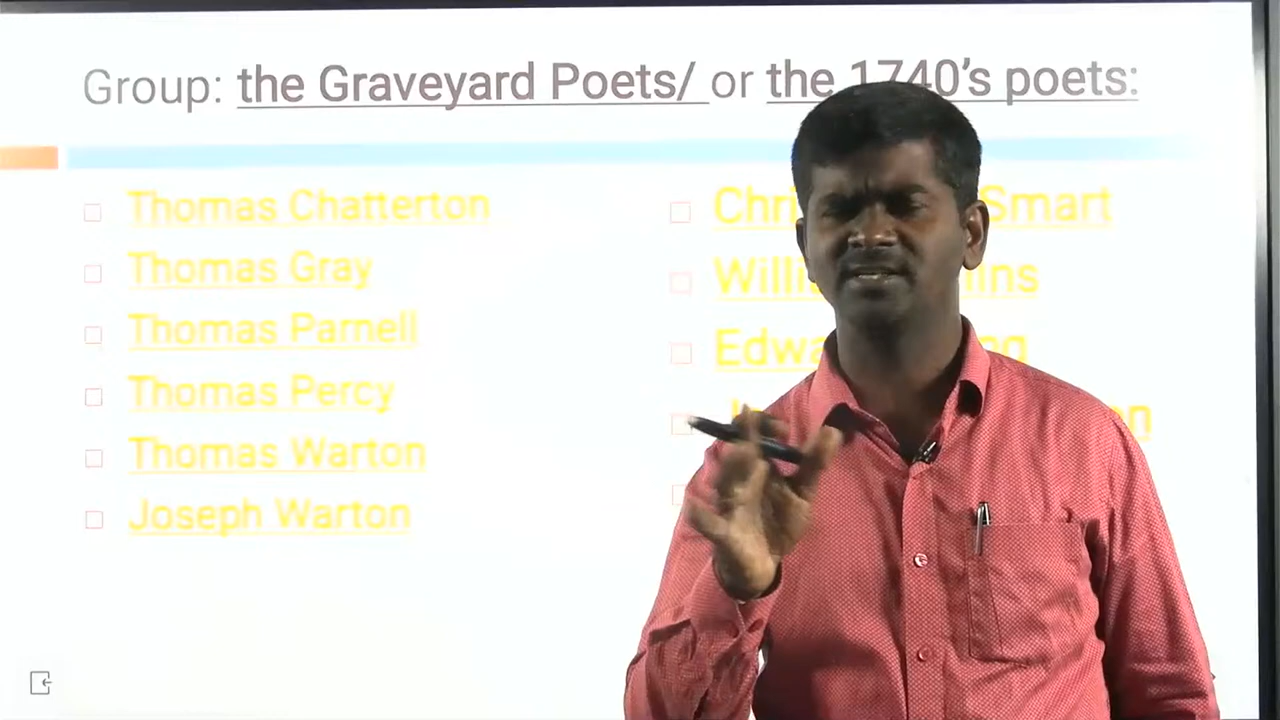 Group: the Graveyard Poets/ or the 1740's poets:
Thomas Chatterton
Thomas Gray
Thomas Parnell
Thomas Percy
Thomas Warton
Joseph Warton
Smart